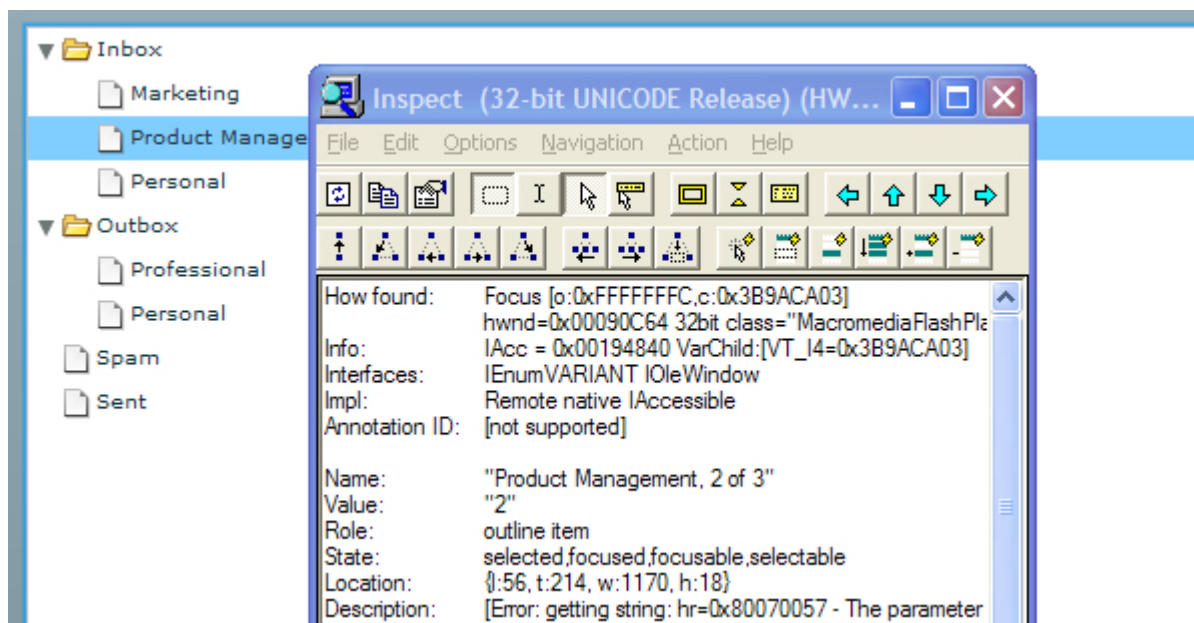 Inbox
Marketing
Product Manage
Personal
Outbox
Professional
Personal
Spam
Sent
Inspect (32-bit UNICODE Release) (HW...
File Edit Options Navigation Action Help
How found: Focus [o:0xFFFFFFFC,c:0x3B9ACA03]
hwnd=0x00090C64 32bit class="MacromediaFlashPla
Info: IAcc = 0x00194840 VarChild:[VT_I4=0x3B9ACA03]
Interfaces: IEnumVARIANT IOleWindow
Impl: Remote native IAccessible
Annotation ID: [not supported]
Name: "Product Management, 2 of 3"
Value: "2"
Role: outline item
State: selected,focused,focusable,selectable
Location: {l:56, t:214, w:1170, h:18}
Description: [Error: getting string: hr=0x80070057 - The parameter